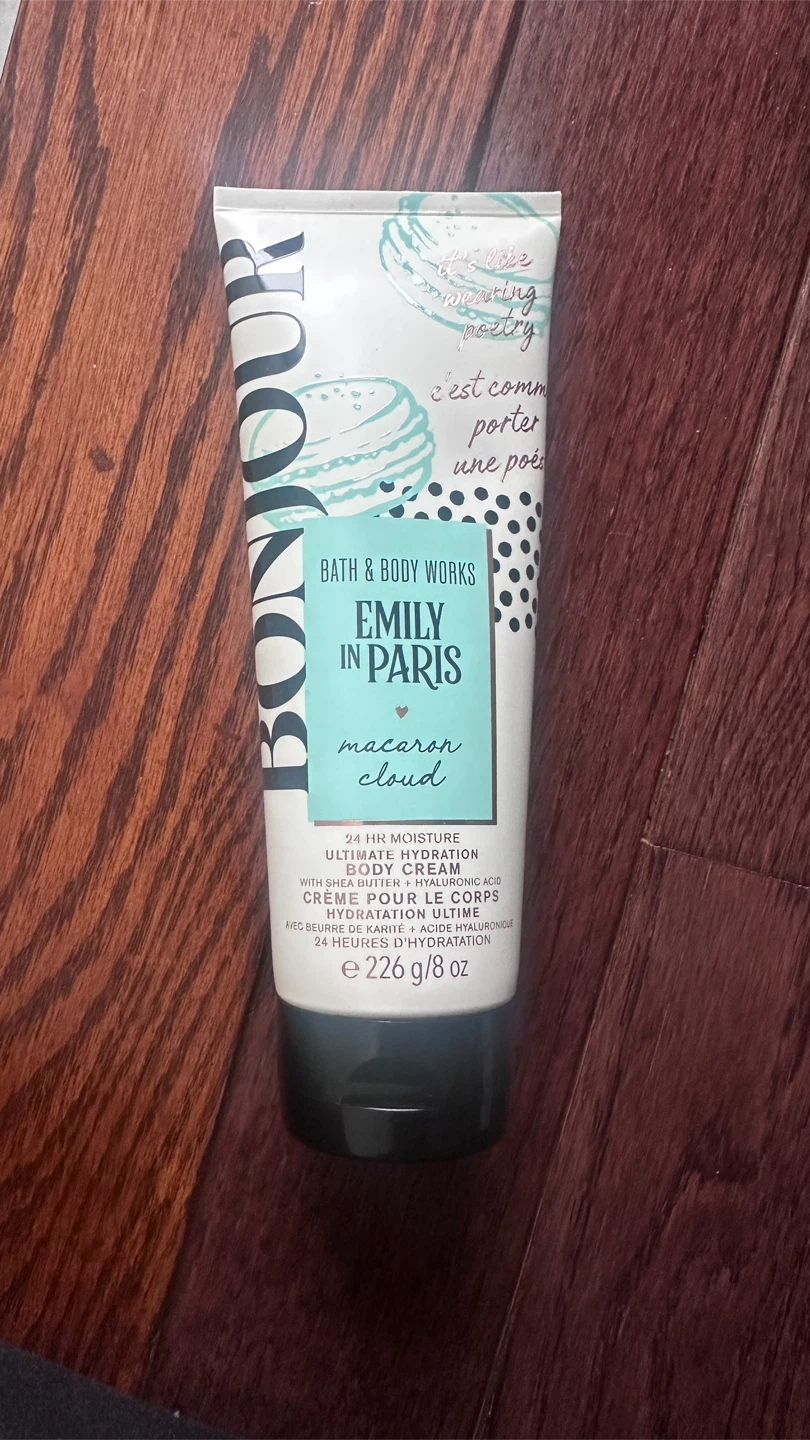 BONJOUR
it's like
wearing
poetry
c'est comm
porter
une poés
BATH & BODY WORKS
EMILY
IN PARIS
macaron
cloud
24 HR MOISTURE
ULTIMATE HYDRATION
BODY CREAM
WITH SHEA BUTTER + HYALURONIC ACID
CRÈME POUR LE CORPS
HYDRATATION ULTIME
AVEC BEURRE DE KARITÉ + ACIDE HYALURONIQUE
24 HEURES D'HYDRATATION
e 226 g/8 oz